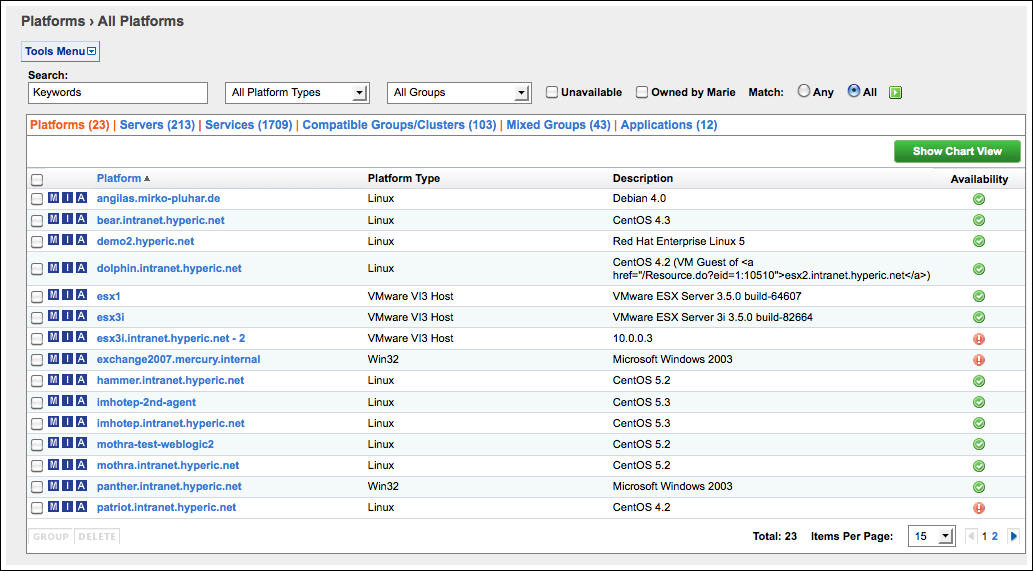 Platforms › All Platforms
Tools Menu
Search:
Keywords All Platform Types All Groups Unavailable Owned by Marie Match: Any All
Platforms (23) | Servers (213) | Services (1709) | Compatible Groups/Clusters (103) | Mixed Groups (43) | Applications (12)
Show Chart View
Platform Platform Type Description Availability
M I A angilas.mirko-pluhar.de Linux Debian 4.0
M I A bear.intranet.hyperic.net Linux CentOS 4.3
M I A demo2.hyperic.net Linux Red Hat Enterprise Linux 5
M I A dolphin.intranet.hyperic.net Linux CentOS 4.2 (VM Guest of <a
href="/Resource.do?eid=1:10510">esx2.intranet.hyperic.net</a>)
M I A esx1 VMware VI3 Host VMware ESX Server 3.5.0 build-64607
M I A esx3i VMware VI3 Host VMware ESX Server 3i 3.5.0 build-82664
M I A esx3i.intranet.hyperic.net - 2 VMware VI3 Host 10.0.0.3
M I A exchange2007.mercury.internal Win32 Microsoft Windows 2003
M I A hammer.intranet.hyperic.net Linux CentOS 5.2
M I A imhotep-2nd-agent Linux CentOS 5.3
M I A imhotep.intranet.hyperic.net Linux CentOS 5.3
M I A mothra-test-weblogic2 Linux CentOS 5.2
M I A mothra.intranet.hyperic.net Linux CentOS 5.2
M I A panther.intranet.hyperic.net Win32 Microsoft Windows 2003
M I A patriot.intranet.hyperic.net Linux CentOS 4.2
GROUP DELETE Total: 23 Items Per Page: 15 1 2